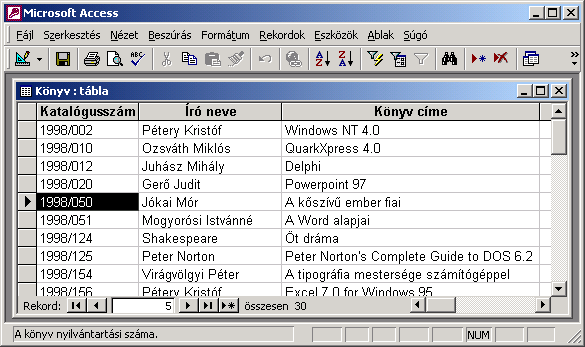 Microsoft Access
Fájl Szerkesztés Nézet Beszúrás Formátum Rekordok Eszközök Ablak Súgó
Könyv : tábla
Katalógusszám Író neve Könyv címe
1998/002 Pétery Kristóf Windows NT 4.0
1998/010 Ozsváth Miklós QuarkXpress 4.0
1998/012 Juhász Mihály Delphi
1998/020 Gerő Judit Powerpoint 97
1998/050 Jókai Mór A kőszívű ember fiai
1998/051 Mogyorósi Istvánné A Word alapjai
1998/124 Shakespeare Öt dráma
1998/125 Peter Norton Peter Norton's Complete Guide to DOS 6.2
1998/154 Virágvölgyi Péter A tipográfia mestersége számítógéppel
1998/156 Pétery Kristóf Excel 7.0 for Windows 95
Rekord: 5 összesen 30
A könyv nyilvántartási száma. NUM